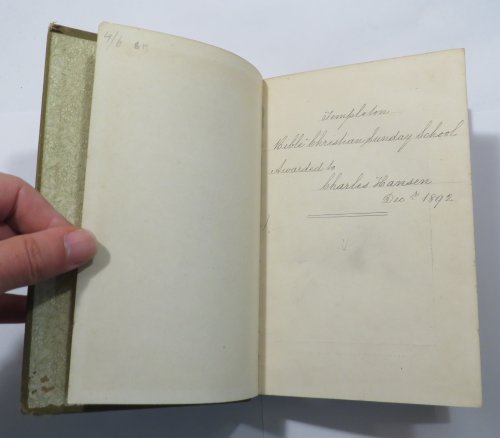 4/6
Templeton
Bible Christian Sunday School
Awarded to
Charles Hansen
Dec 1892